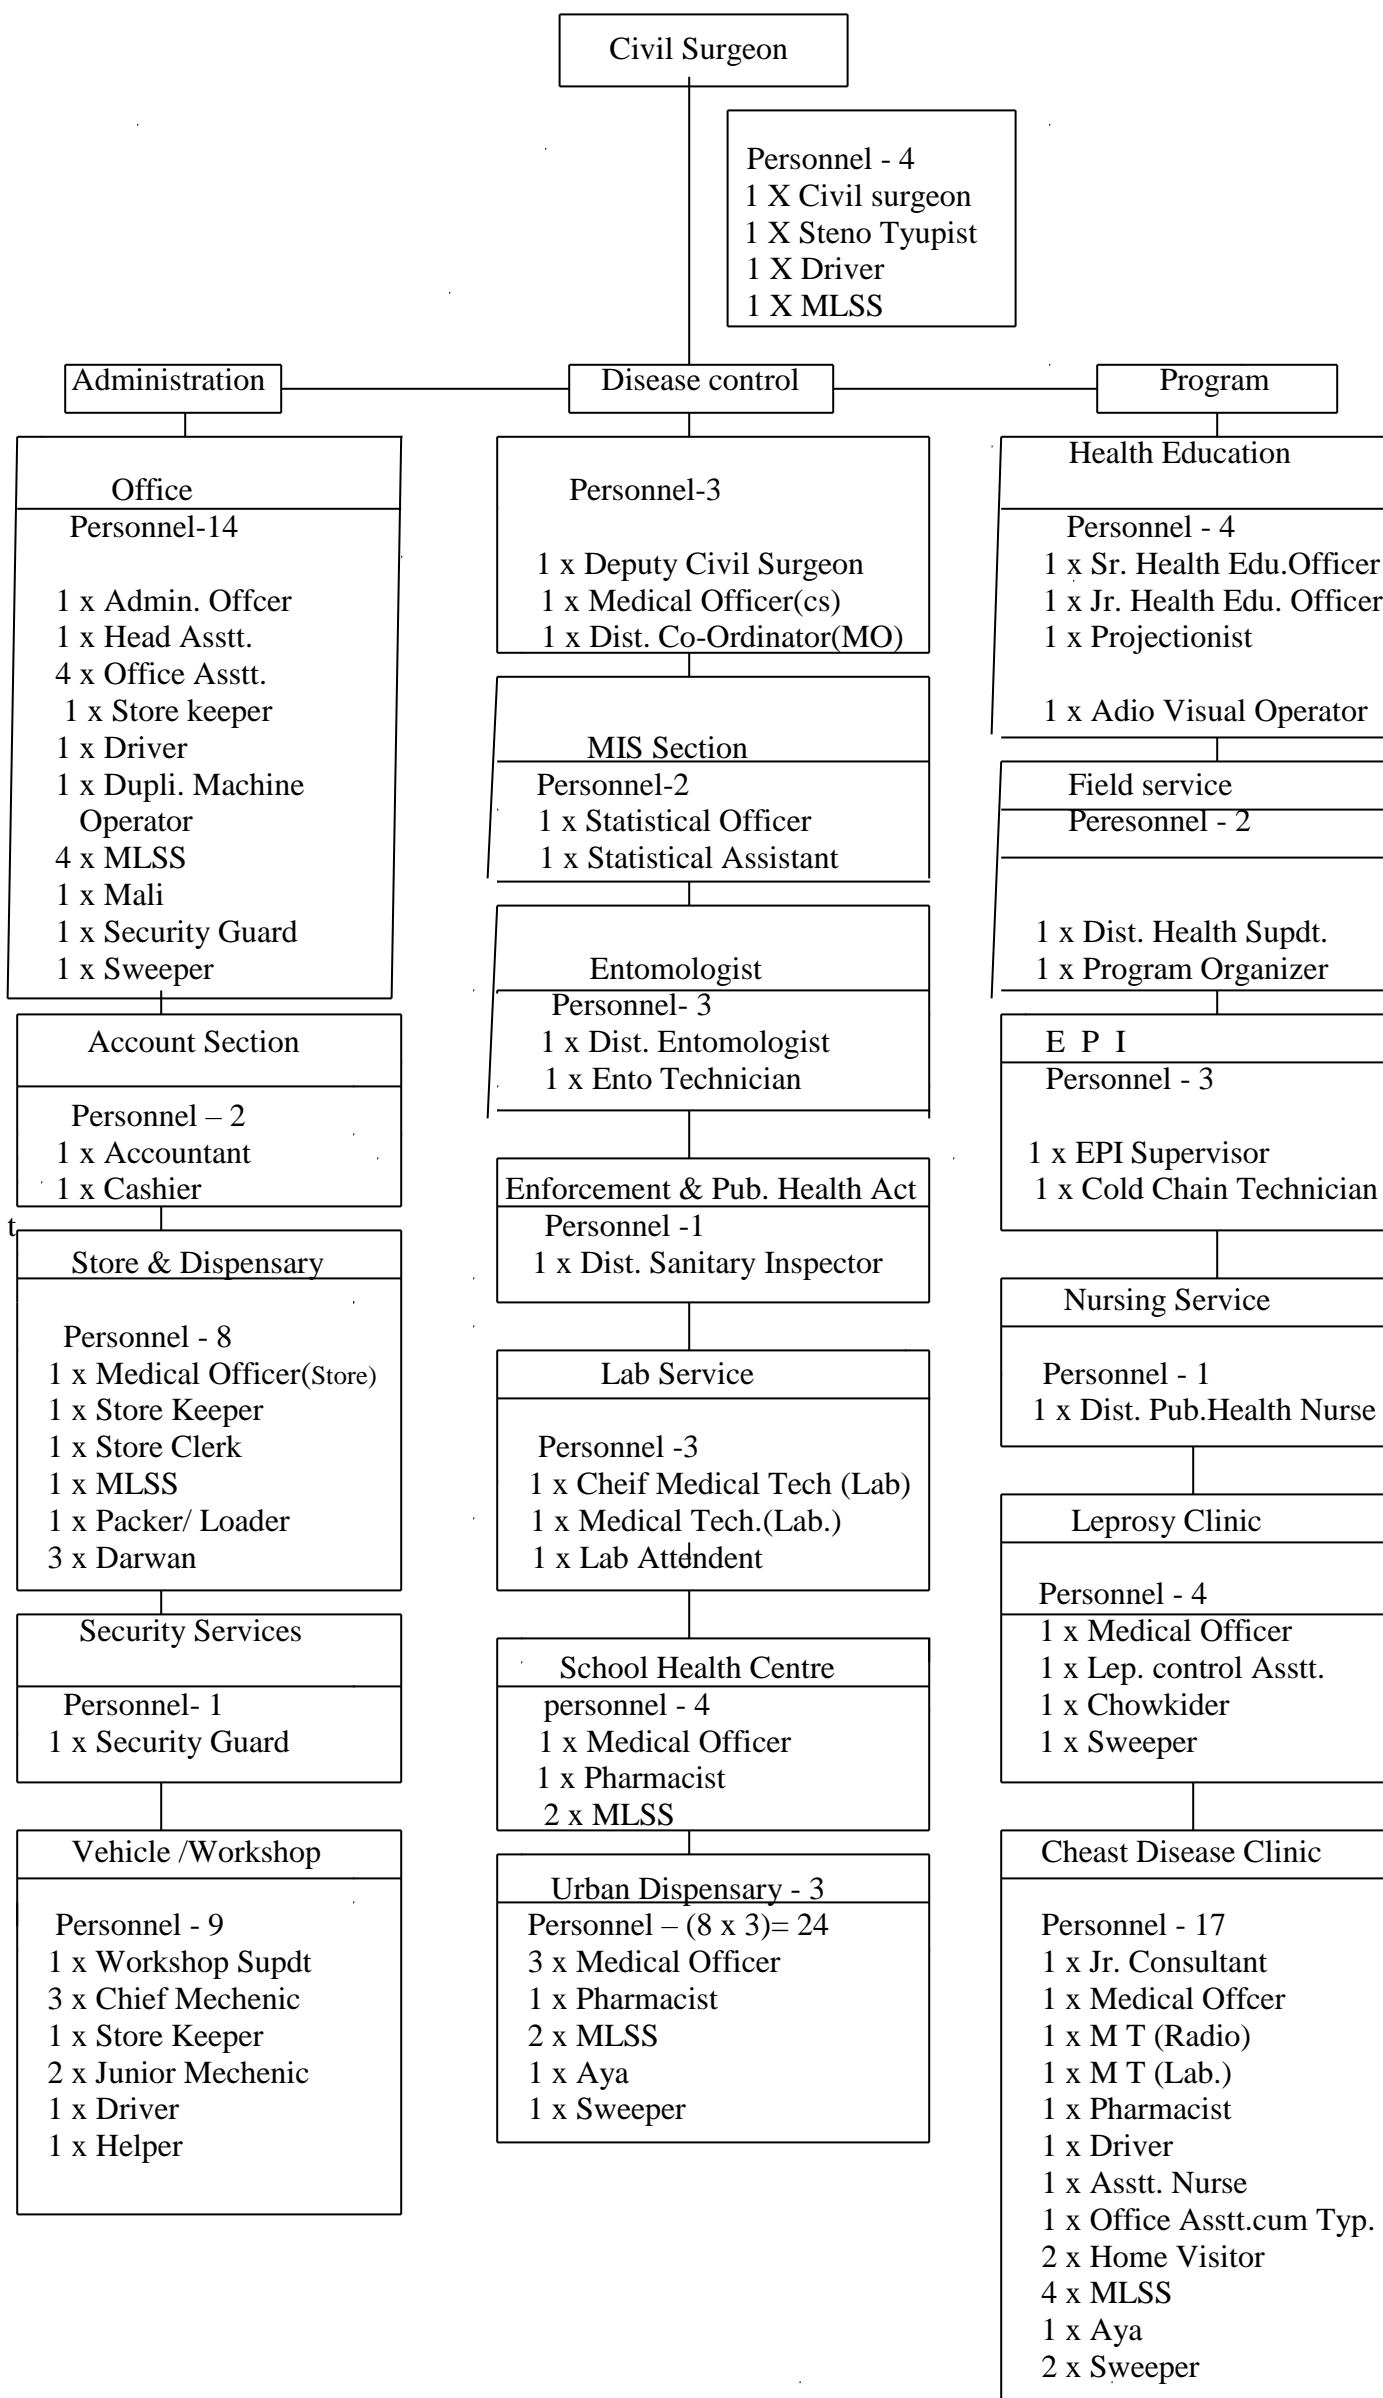 Civil Surgeon
Personnel - 4
1 X Civil surgeon
1 X Steno Tyupist
1 X Driver
1 X MLSS
Administration
Disease control
Program
Office
Personnel-14
1 x Admin. Offcer
1 x Head Asstt.
4 x Office Asstt.
1 x Store keeper
1 x Driver
1 x Dupli. Machine
Operator
4 x MLSS
1 x Mali
1 x Security Guard
1 x Sweeper
Account Section
Personnel – 2
1 x Accountant
1 x Cashier
t
Store & Dispensary
Personnel - 8
1 x Medical Officer(Store)
1 x Store Keeper
1 x Store Clerk
1 x MLSS
1 x Packer/ Loader
3 x Darwan
Security Services
Personnel- 1
1 x Security Guard
Vehicle /Workshop
Personnel - 9
1 x Workshop Supdt
3 x Chief Mechenic
1 x Store Keeper
2 x Junior Mechenic
1 x Driver
1 x Helper
Personnel-3
1 x Deputy Civil Surgeon
1 x Medical Officer(cs)
1 x Dist. Co-Ordinator(MO)
MIS Section
Personnel-2
1 x Statistical Officer
1 x Statistical Assistant
Entomologist
Personnel- 3
1 x Dist. Entomologist
1 x Ento Technician
Enforcement & Pub. Health Act
Personnel -1
1 x Dist. Sanitary Inspector
Lab Service
Personnel -3
1 x Cheif Medical Tech (Lab)
1 x Medical Tech.(Lab.)
1 x Lab Attendent
School Health Centre
personnel - 4
1 x Medical Officer
1 x Pharmacist
2 x MLSS
Urban Dispensary - 3
Personnel – (8 x 3)= 24
3 x Medical Officer
1 x Pharmacist
2 x MLSS
1 x Aya
1 x Sweeper
Health Education
Personnel - 4
1 x Sr. Health Edu.Officer
1 x Jr. Health Edu. Officer
1 x Projectionist
1 x Adio Visual Operator
Field service
Peresonnel - 2
1 x Dist. Health Supdt.
1 x Program Organizer
E P I
Personnel - 3
1 x EPI Supervisor
1 x Cold Chain Technician
Nursing Service
Personnel - 1
1 x Dist. Pub.Health Nurse
Leprosy Clinic
Personnel - 4
1 x Medical Officer
1 x Lep. control Asstt.
1 x Chowkider
1 x Sweeper
Cheast Disease Clinic
Personnel - 17
1 x Jr. Consultant
1 x Medical Offcer
1 x M T (Radio)
1 x M T (Lab.)
1 x Pharmacist
1 x Driver
1 x Asstt. Nurse
1 x Office Asstt.cum Typ.
2 x Home Visitor
4 x MLSS
1 x Aya
2 x Sweeper